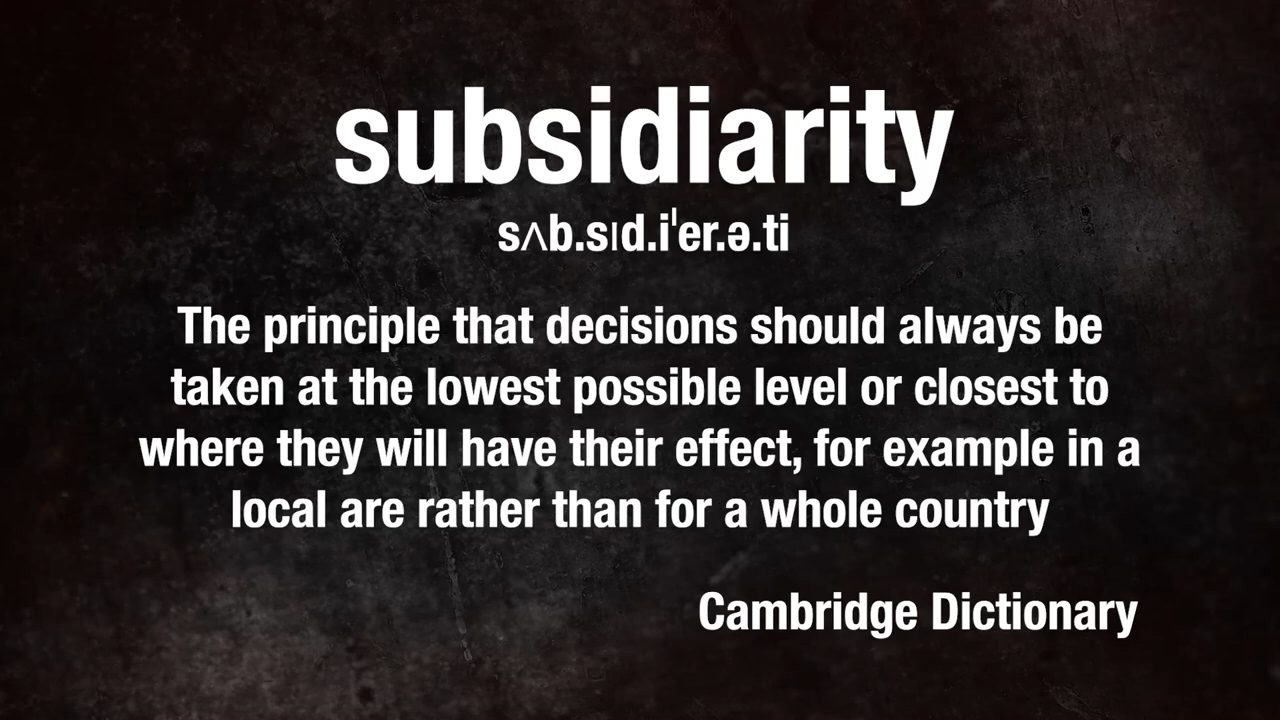 subsidiarity
sʌb.sɪd.iˈer.ə.ti
The principle that decisions should always be
taken at the lowest possible level or closest to
where they will have their effect, for example in a
local are rather than for a whole country
Cambridge Dictionary